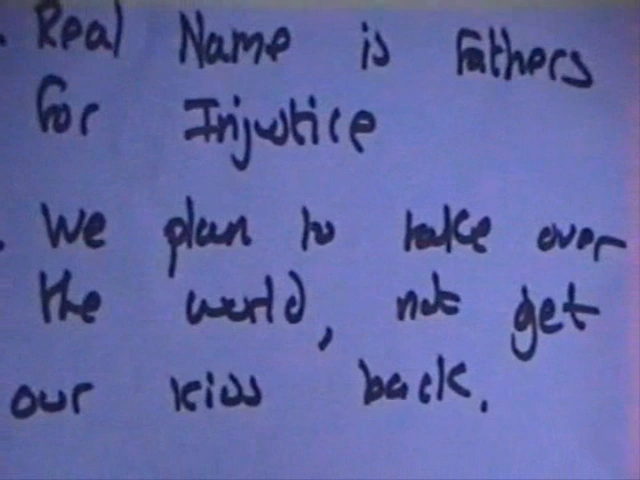 . Real Name is Fathers
for Injustice
. We plan to take over
the world, not get
our kids back.